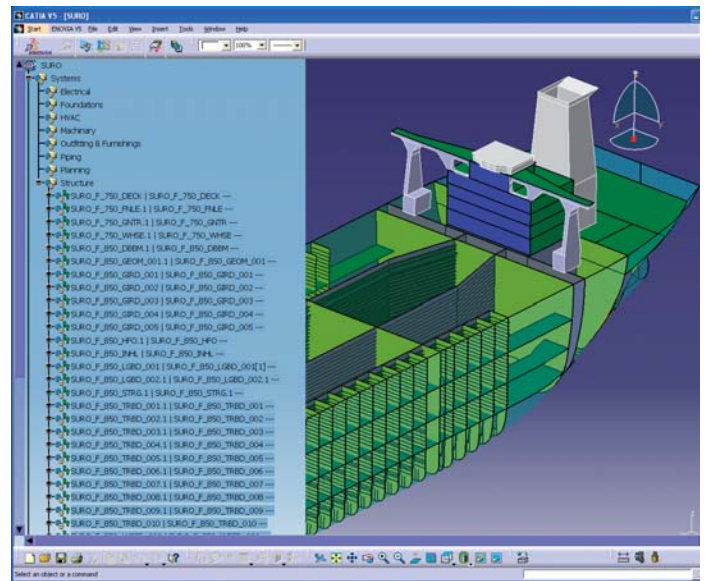 CATIA V5 - [SURO]
Start ENOVIA V5 File Edit View Insert Tools Window Help
100%
SURO
Systems
Electrical
Foundations
HVAC
Machinery
Outfitting & Furnishings
Piping
Planning
Structure
SURO_F_750_DECK | SURO_F_750_DECK ---
SURO_F_750_FNLE.1 | SURO_F_750_FNLE ---
SURO_F_750_GNTR.1 | SURO_F_750_GNTR ---
SURO_F_750_WHSE.1 | SURO_F_750_WHSE ---
SURO_F_850_DBBM.1 | SURO_F_850_DBBM ---
SURO_F_850_GEOM_001.1 | SURO_F_850_GEOM_001 ---
SURO_F_850_GIRD_001 | SURO_F_850_GIRD_001 ---
SURO_F_850_GIRD_002 | SURO_F_850_GIRD_002 ---
SURO_F_850_GIRD_003 | SURO_F_850_GIRD_003 ---
SURO_F_850_GIRD_004 | SURO_F_850_GIRD_004 ---
SURO_F_850_GIRD_005 | SURO_F_850_GIRD_005 ---
SURO_F_850_HFO.1 | SURO_F_850_HFO ---
SURO_F_850_INHL | SURO_F_850_INHL ---
SURO_F_850_LGBD_001 | SURO_F_850_LGBD_001[1] ---
SURO_F_850_LGBD_002.1 | SURO_F_850_LGBD_002.1 ---
SURO_F_850_STRG.1 | SURO_F_850_STRG.1 ---
SURO_F_850_TRBD_001.1 | SURO_F_850_TRBD_001 ---
SURO_F_850_TRBD_002.1 | SURO_F_850_TRBD_002 ---
SURO_F_850_TRBD_003.1 | SURO_F_850_TRBD_003 ---
SURO_F_850_TRBD_004.1 | SURO_F_850_TRBD_004 ---
SURO_F_850_TRBD_005.1 | SURO_F_850_TRBD_005 ---
SURO_F_850_TRBD_006.1 | SURO_F_850_TRBD_006 ---
SURO_F_850_TRBD_007.1 | SURO_F_850_TRBD_007 ---
SURO_F_850_TRBD_008.1 | SURO_F_850_TRBD_008 ---
SURO_F_850_TRBD_009.1 | SURO_F_850_TRBD_009 ---
SURO_F_850_TRBD_010 | SURO_F_850_TRBD_010 ---
Select an object or a command